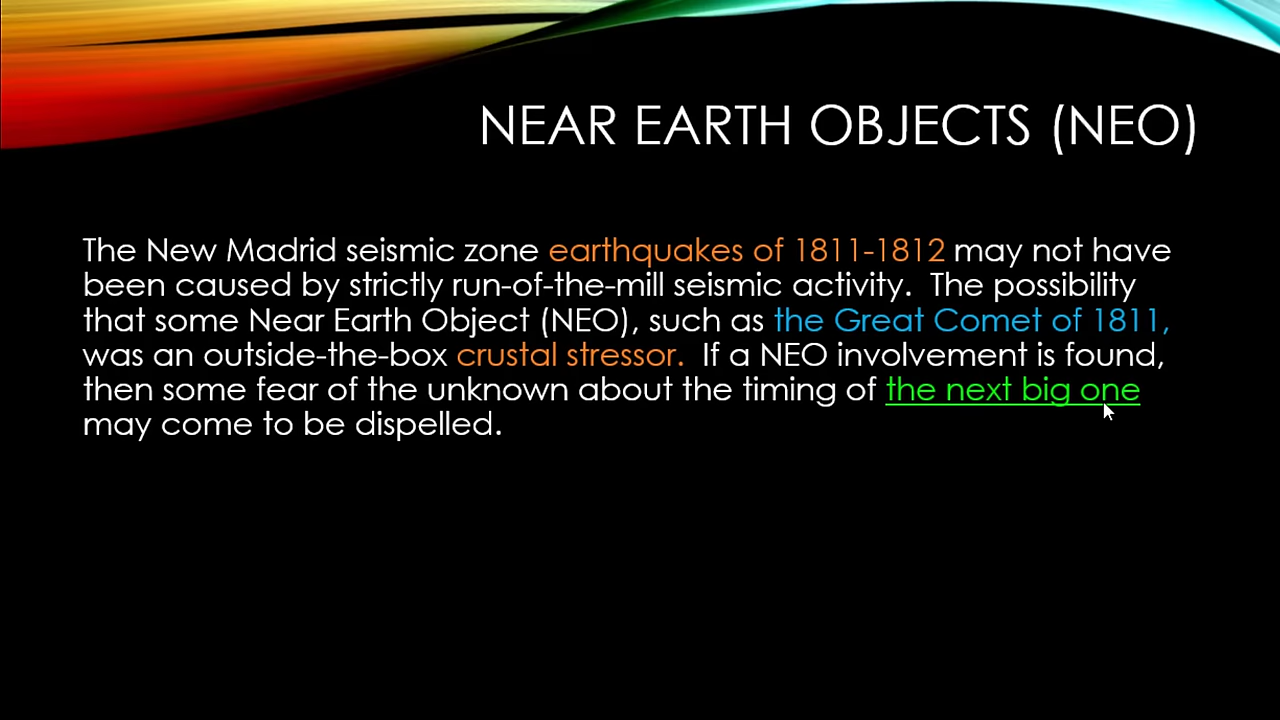 NEAR EARTH OBJECTS (NEO)
The New Madrid seismic zone earthquakes of 1811-1812 may not have
been caused by strictly run-of-the-mill seismic activity.  The possibility
that some Near Earth Object (NEO), such as the Great Comet of 1811,
was an outside-the-box crustal stressor.  If a NEO involvement is found,
then some fear of the unknown about the timing of the next big one
may come to be dispelled.